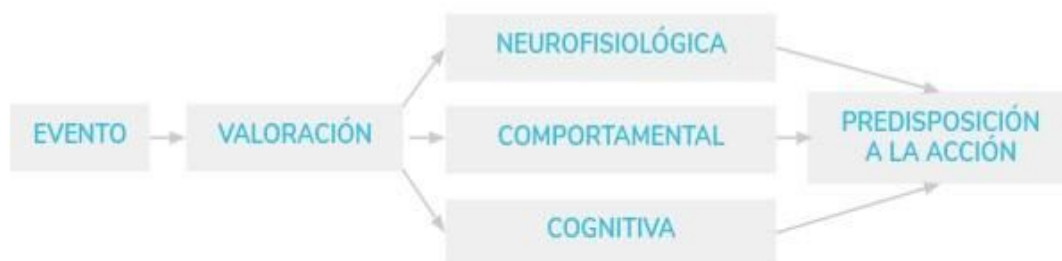 EVENTO
VALORACIÓN
NEUROFISIOLÓGICA
COMPORTAMENTAL
COGNITIVA
PREDISPOSICIÓN
A LA ACCIÓN